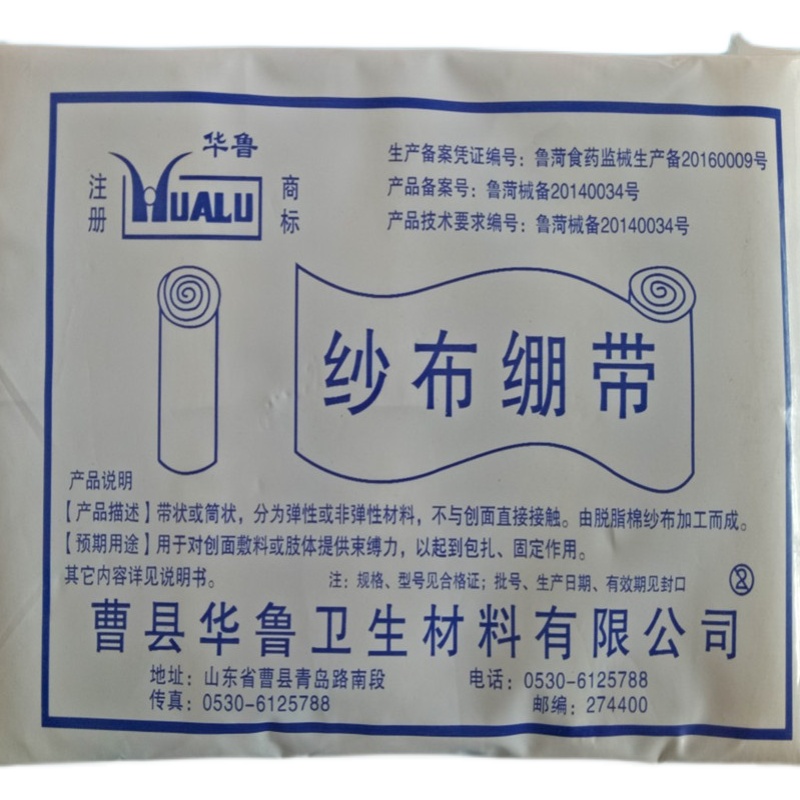 华鲁
注册
HUALU
商标
生产备案凭证编号：鲁菏食药监械生产备20160009号
产品备案号：鲁菏械备20140034号
产品技术要求编号：鲁菏械备20140034号
纱布绷带
产品说明
【产品描述】带状或筒状，分为弹性或非弹性材料，不与创面直接接触。由脱脂棉纱布加工而成。
【预期用途】用于对创面敷料或肢体提供束缚力，以起到包扎、固定作用。
其它内容详见说明书。
注：规格、型号见合格证；批号、生产日期、有效期见封口
2
曹县华鲁卫生材料有限公司
地址：山东省曹县青岛路南段
电话：0530-6125788
传真：0530-6125788
邮编：274400